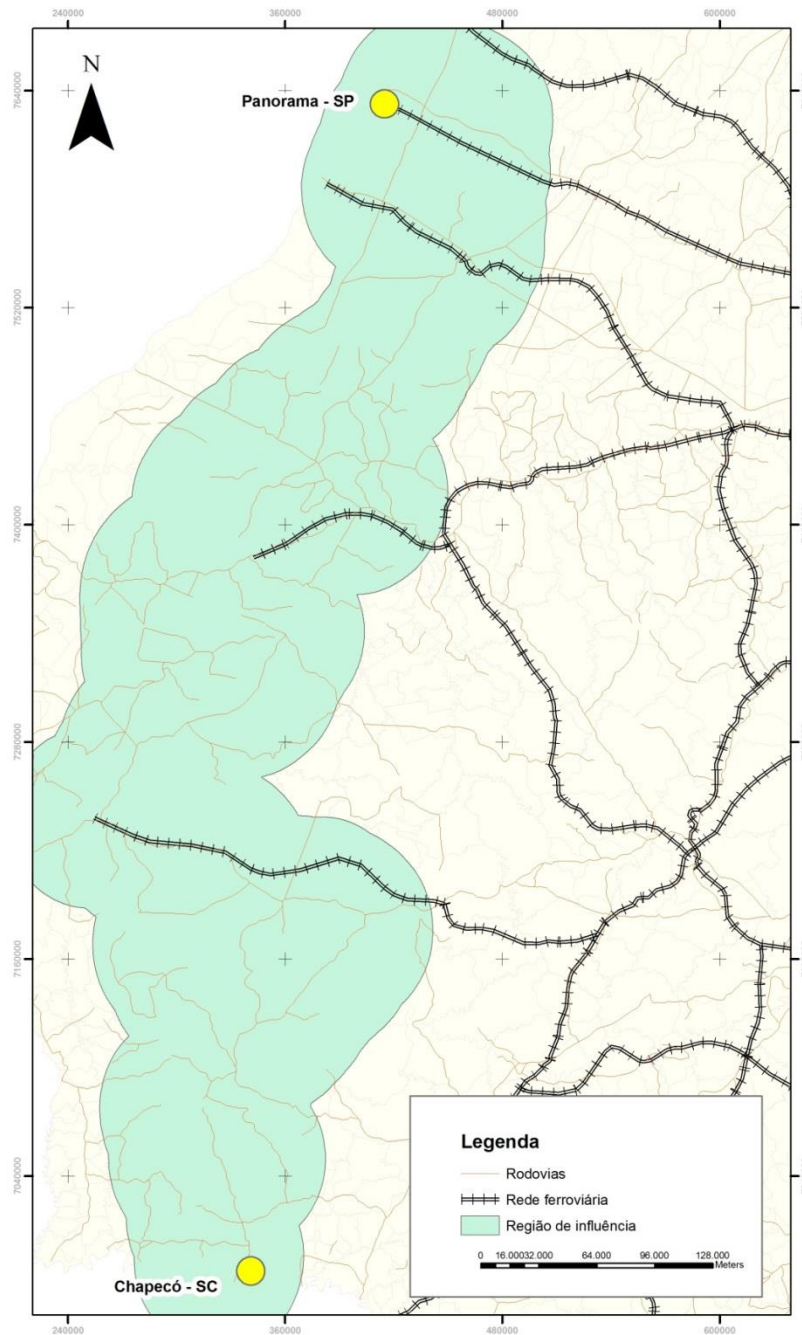 240000 360000 480000 600000
7640000
7520000
7400000
7280000
7160000
7040000
N
Panorama - SP
Chapecó - SC
Legenda
Rodovias
Rede ferroviária
Região de influência
0 16.00032.000 64.000 96.000 128.000
Meters
240000 360000 480000 600000